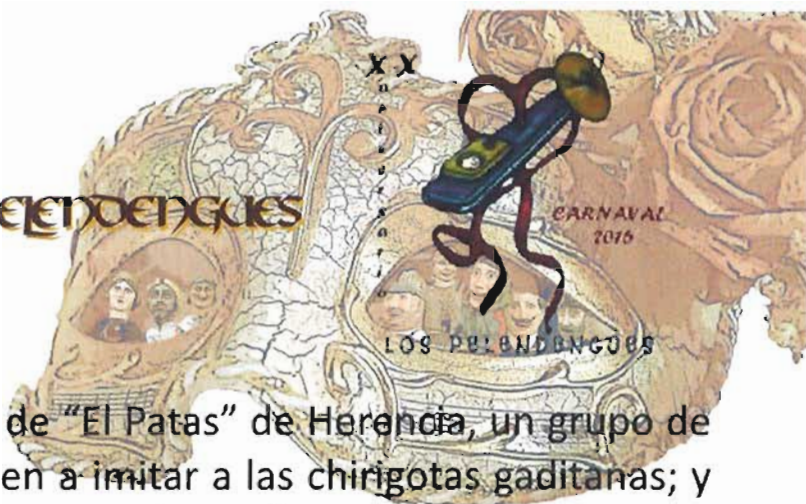 XX
aniversario
ELENDENGUES
CARNAVAL
2016
LOS PELENDENGUES
de “El Patas” de Herencia, un grupo de
en a imitar a las chirigotas gaditanas; y